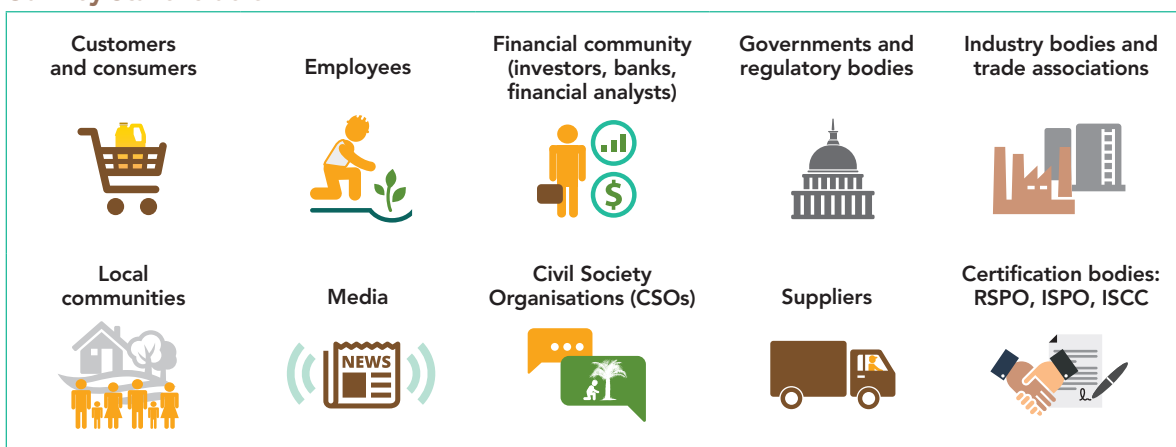 Customers
and consumers
Employees
Financial community
(investors, banks,
financial analysts)
Governments and
regulatory bodies
Industry bodies and
trade associations
$
Local
communities
Media
NEWS
Civil Society
Organisations (CSOs)
Suppliers
Certification bodies:
RSPO, ISPO, ISCC